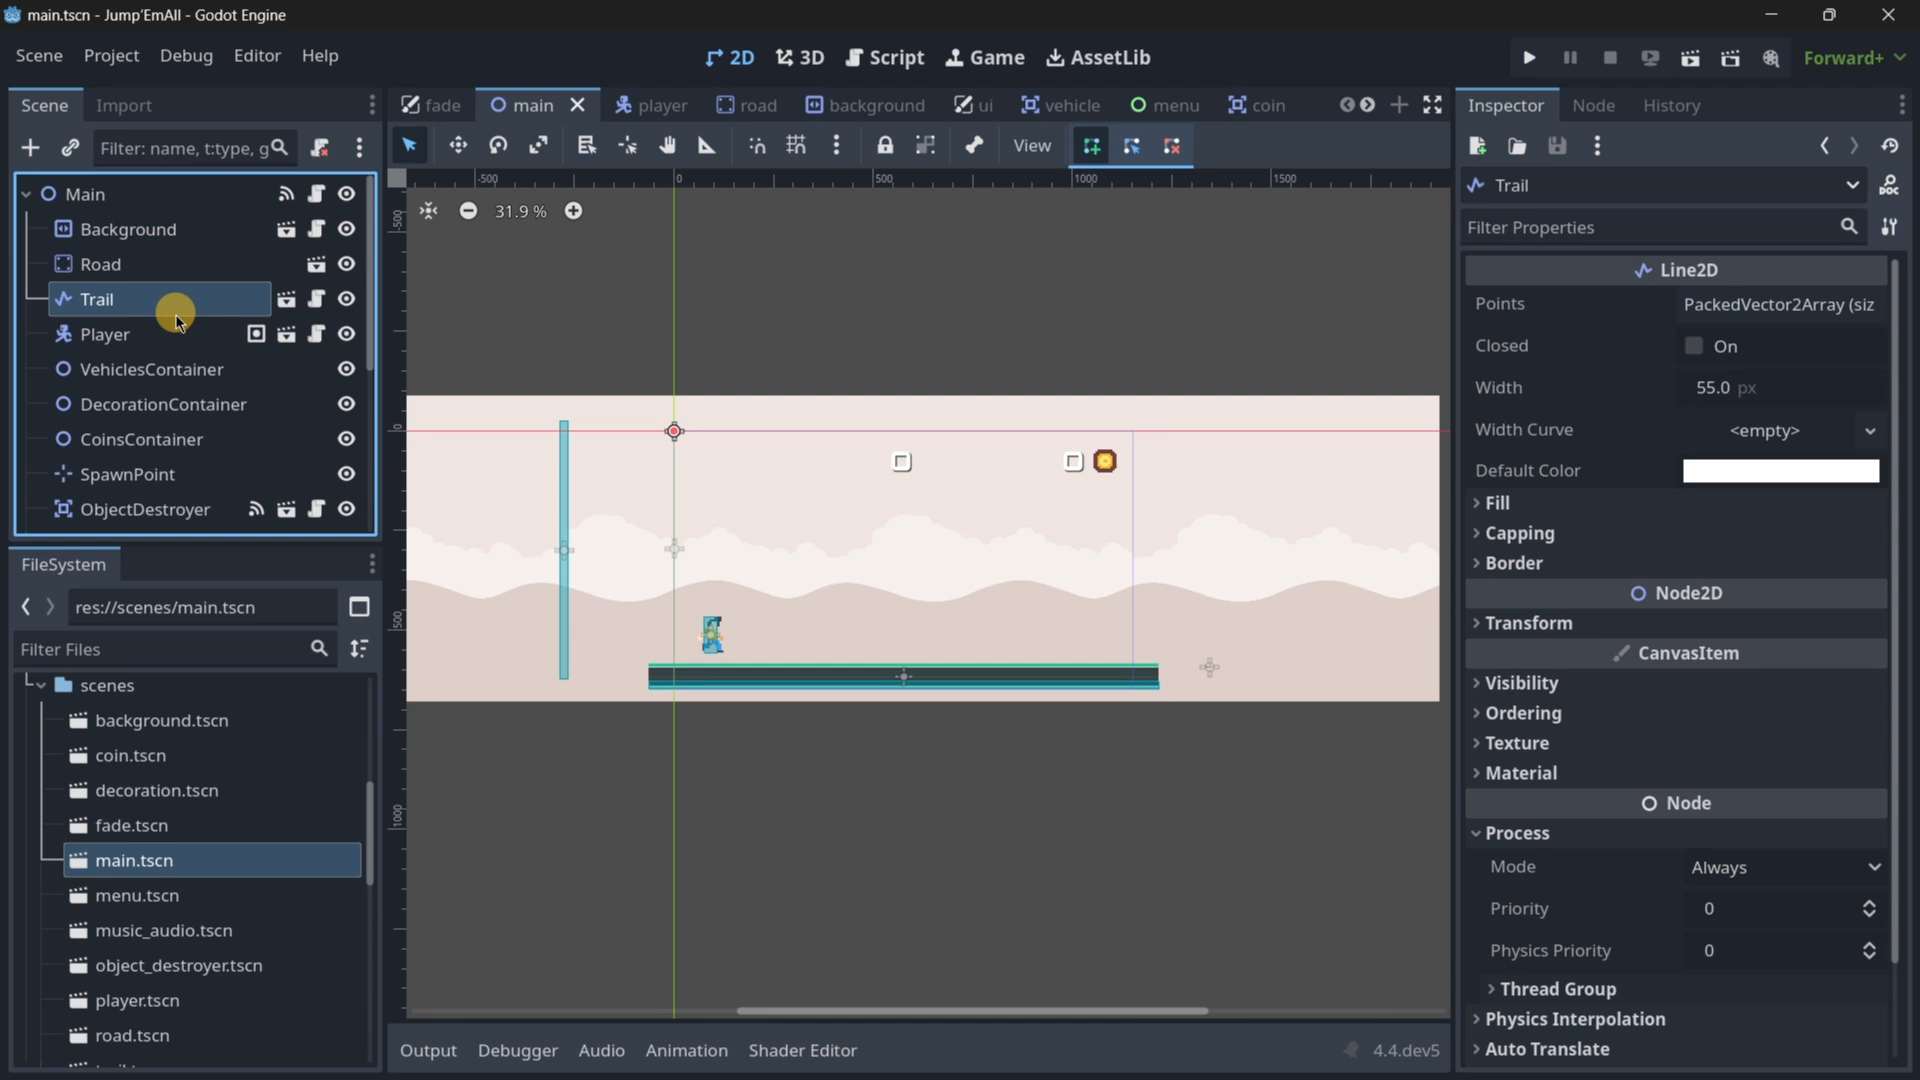 main.tscn - Jump'EmAll - Godot Engine
Scene Project Debug Editor Help
2D 3D Script Game AssetLib
Forward+
Scene Import
Filter: name, t:type, g
Main
Background
Road
Trail
Player
VehiclesContainer
DecorationContainer
CoinsContainer
SpawnPoint
ObjectDestroyer
FileSystem
res://scenes/main.tscn
Filter Files
scenes
background.tscn
coin.tscn
decoration.tscn
fade.tscn
main.tscn
menu.tscn
music_audio.tscn
object_destroyer.tscn
player.tscn
road.tscn
fade main player road background ui vehicle menu coin
View
-500 0 500 1000 1500
31.9 %
-500
0
500
1000
Output Debugger Audio Animation Shader Editor
4.4.dev5
Inspector Node History
Trail
Filter Properties
Line2D
Points PackedVector2Array (siz
Closed On
Width 55.0 px
Width Curve <empty>
Default Color
Fill
Capping
Border
Node2D
Transform
CanvasItem
Visibility
Ordering
Texture
Material
Node
Process
Mode Always
Priority 0
Physics Priority 0
Thread Group
Physics Interpolation
Auto Translate